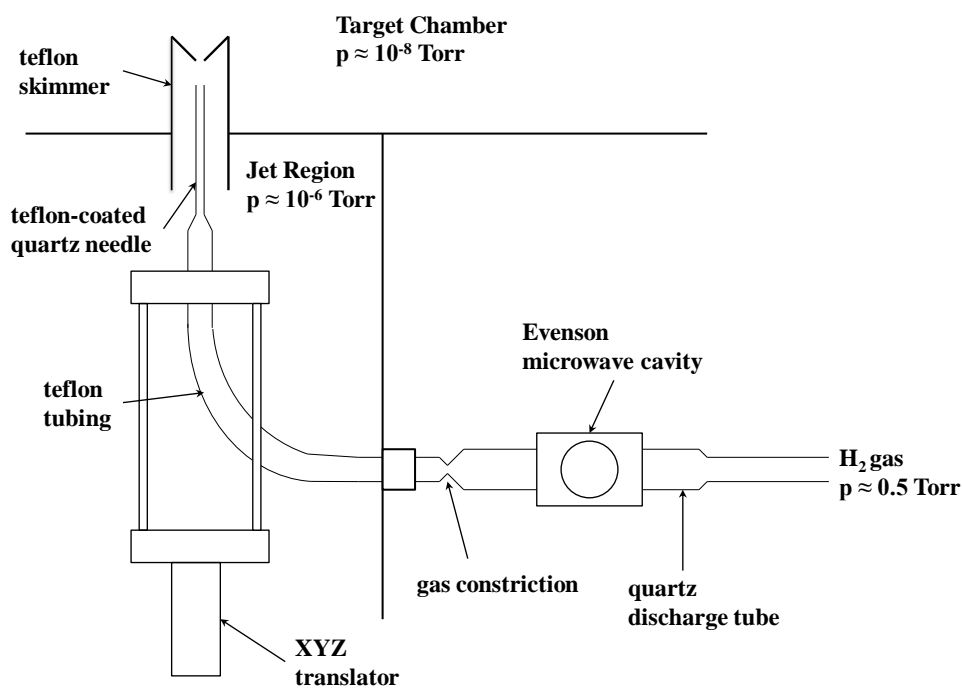 Target Chamber
p ≈ 10⁻⁸ Torr
teflon
skimmer
Jet Region
p ≈ 10⁻⁶ Torr
teflon-coated
quartz needle
Evenson
microwave cavity
teflon
tubing
H₂ gas
p ≈ 0.5 Torr
gas constriction
quartz
discharge tube
XYZ
translator